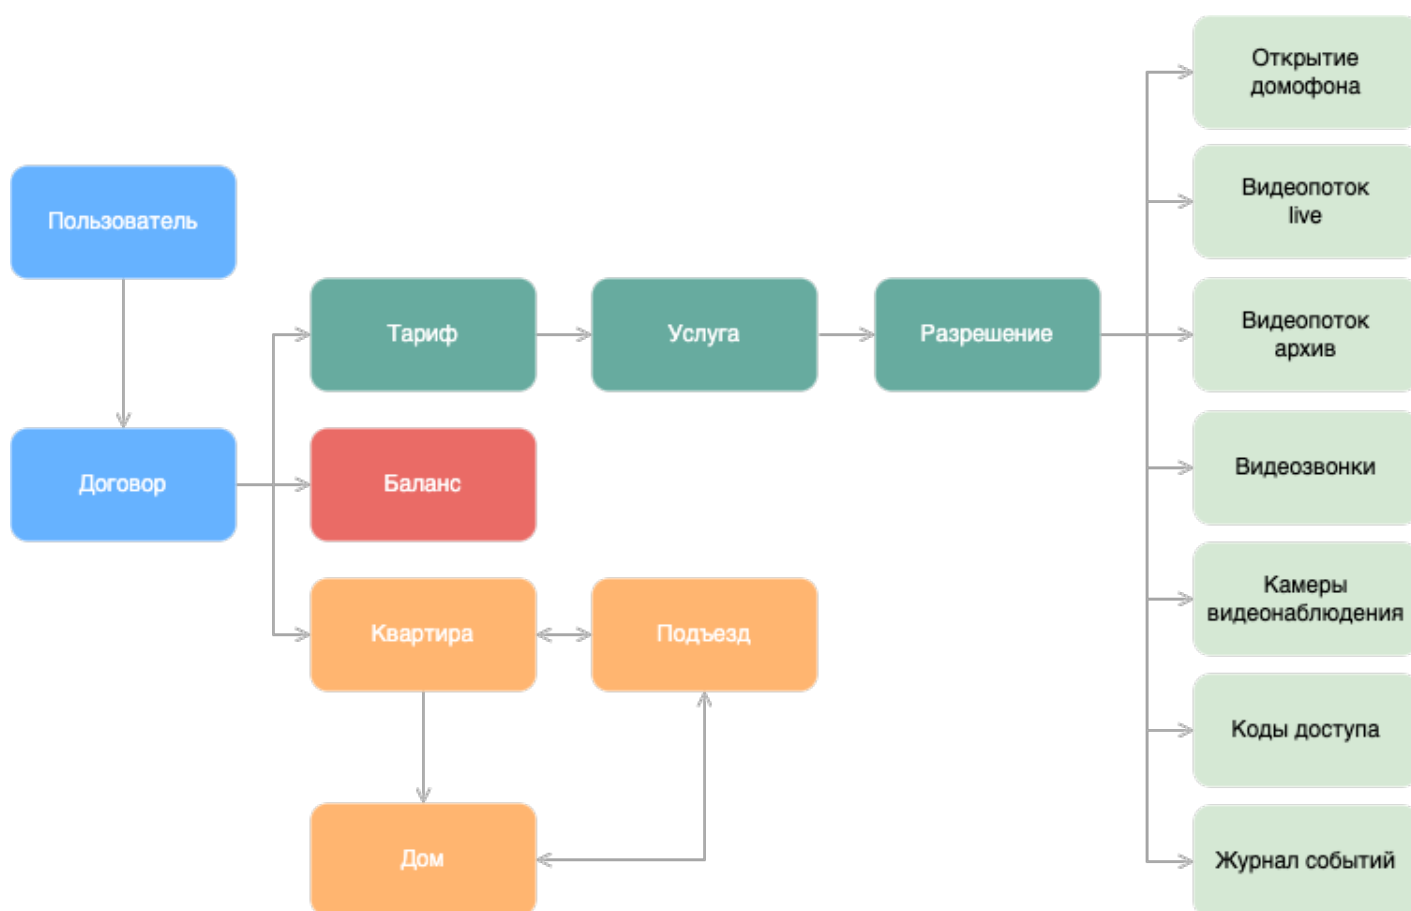 Открытие
домофона
Видеопоток
live
Пользователь
Тариф
Услуга
Разрешение
Видеопоток
архив
Договор
Баланс
Видеозвонки
Квартира
Подъезд
Камеры
видеонаблюдения
Коды доступа
Дом
Журнал событий